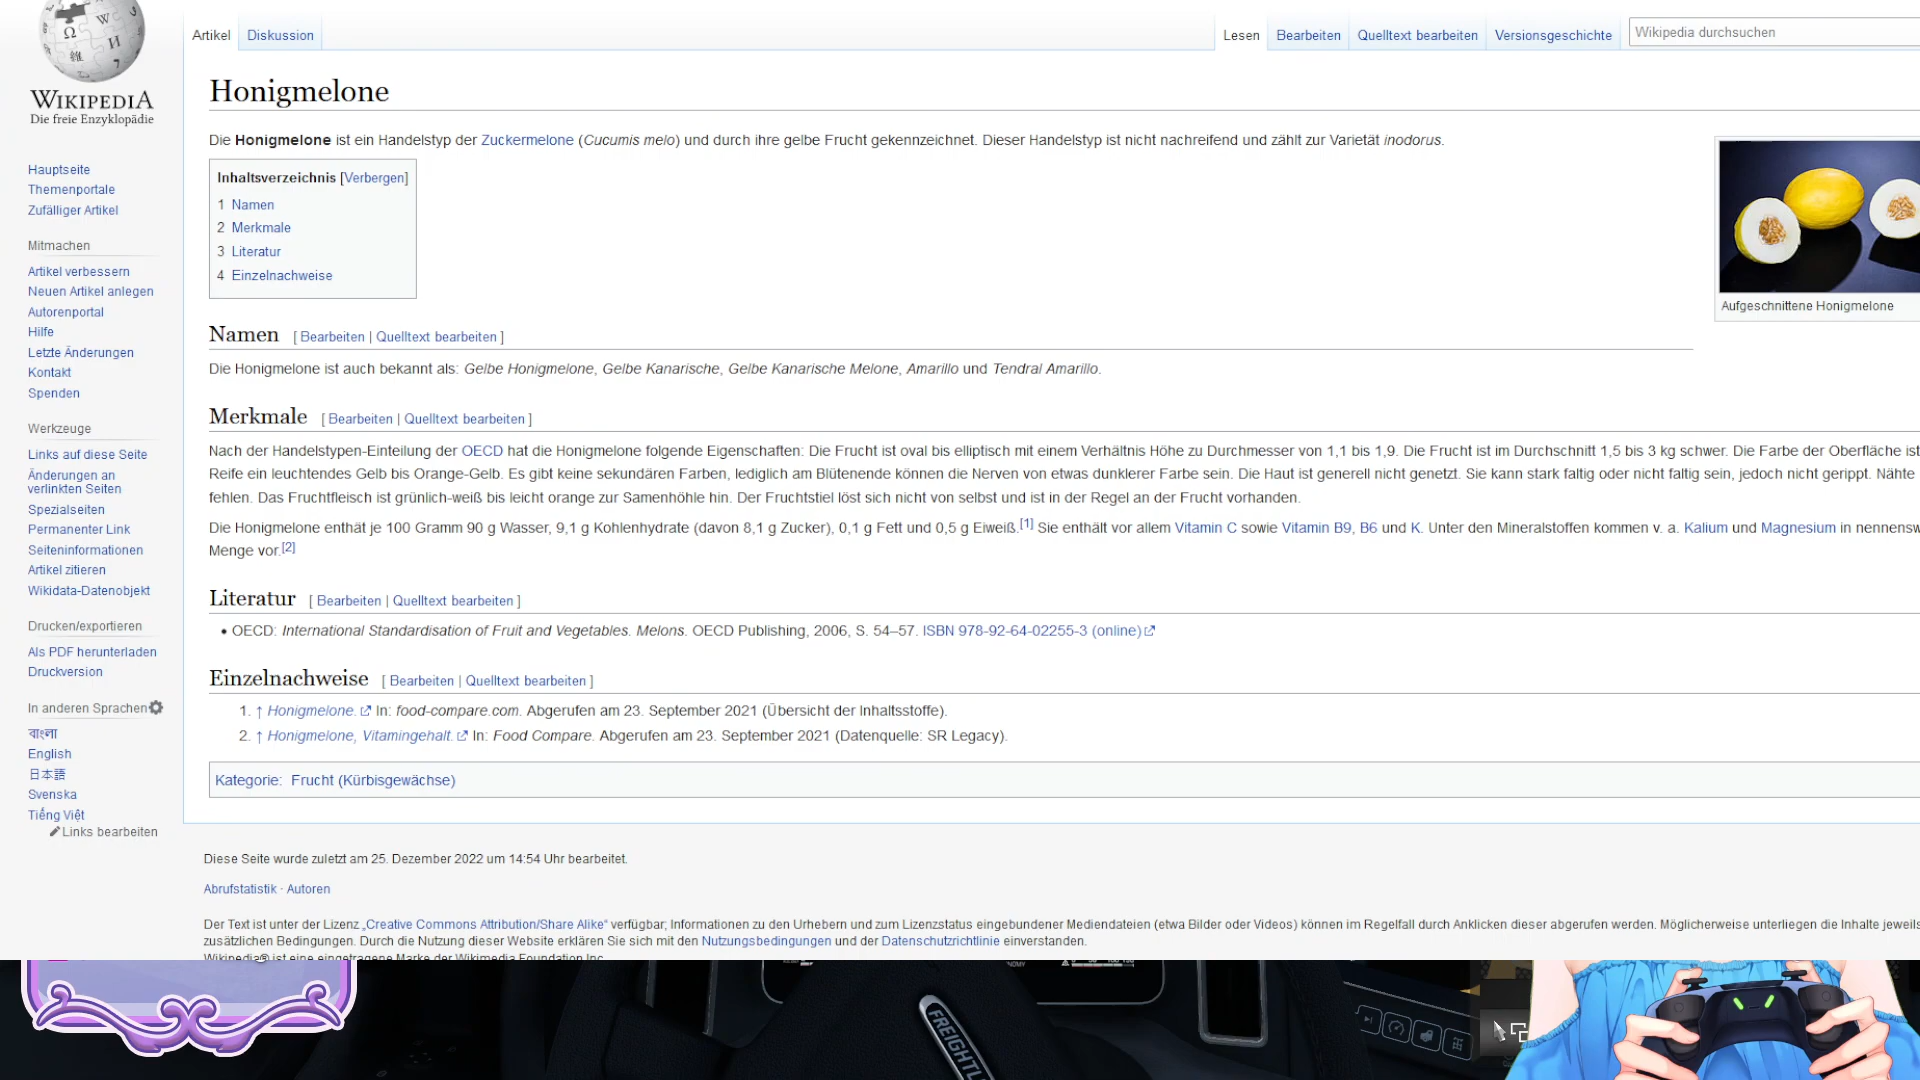 Artikel
Diskussion
Lesen
Bearbeiten
Quelltext bearbeiten
Versionsgeschichte
Wikipedia durchsuchen
WIKIPEDIA
Die freie Enzyklopädie
Hauptseite
Themenportale
Zufälliger Artikel
Mitmachen
Artikel verbessern
Neuen Artikel anlegen
Autorenportal
Hilfe
Letzte Änderungen
Kontakt
Spenden
Werkzeuge
Links auf diese Seite
Änderungen an
verlinkten Seiten
Spezialseiten
Permanenter Link
Seiteninformationen
Artikel zitieren
Wikidata-Datenobjekt
Drucken/exportieren
Als PDF herunterladen
Druckversion
In anderen Sprachen
বাংলা
English
日本語
Svenska
Tiếng Việt
Links bearbeiten
Honigmelone
Die Honigmelone ist ein Handelstyp der Zuckermelone (Cucumis melo) und durch ihre gelbe Frucht gekennzeichnet. Dieser Handelstyp ist nicht nachreifend und zählt zur Varietät inodorus.
Inhaltsverzeichnis [Verbergen]
1 Namen
2 Merkmale
3 Literatur
4 Einzelnachweise
Aufgeschnittene Honigmelone
Namen [ Bearbeiten | Quelltext bearbeiten ]
Die Honigmelone ist auch bekannt als: Gelbe Honigmelone, Gelbe Kanarische, Gelbe Kanarische Melone, Amarillo und Tendral Amarillo.
Merkmale [ Bearbeiten | Quelltext bearbeiten ]
Nach der Handelstypen-Einteilung der OECD hat die Honigmelone folgende Eigenschaften: Die Frucht ist oval bis elliptisch mit einem Verhältnis Höhe zu Durchmesser von 1,1 bis 1,9. Die Frucht ist im Durchschnitt 1,5 bis 3 kg schwer. Die Farbe der Oberfläche ist
Reife ein leuchtendes Gelb bis Orange-Gelb. Es gibt keine sekundären Farben, lediglich am Blütenende können die Nerven von etwas dunklerer Farbe sein. Die Haut ist generell nicht genetzt. Sie kann stark faltig oder nicht faltig sein, jedoch nicht gerippt. Nähte
fehlen. Das Fruchtfleisch ist grünlich-weiß bis leicht orange zur Samenhöhle hin. Der Fruchtstiel löst sich nicht von selbst und ist in der Regel an der Frucht vorhanden.
Die Honigmelone enthät je 100 Gramm 90 g Wasser, 9,1 g Kohlenhydrate (davon 8,1 g Zucker), 0,1 g Fett und 0,5 g Eiweiß.[1] Sie enthält vor allem Vitamin C sowie Vitamin B9, B6 und K. Unter den Mineralstoffen kommen v. a. Kalium und Magnesium in nennensw
Menge vor.[2]
Literatur [ Bearbeiten | Quelltext bearbeiten ]
• OECD: International Standardisation of Fruit and Vegetables. Melons. OECD Publishing, 2006, S. 54–57. ISBN 978-92-64-02255-3 (online)
Einzelnachweise [ Bearbeiten | Quelltext bearbeiten ]
1. ↑ Honigmelone. In: food-compare.com. Abgerufen am 23. September 2021 (Übersicht der Inhaltsstoffe).
2. ↑ Honigmelone, Vitamingehalt. In: Food Compare. Abgerufen am 23. September 2021 (Datenquelle: SR Legacy).
Kategorie: Frucht (Kürbisgewächse)
Diese Seite wurde zuletzt am 25. Dezember 2022 um 14:54 Uhr bearbeitet.
Abrufstatistik · Autoren
Der Text ist unter der Lizenz „Creative Commons Attribution/Share Alike“ verfügbar; Informationen zu den Urhebern und zum Lizenzstatus eingebundener Mediendateien (etwa Bilder oder Videos) können im Regelfall durch Anklicken dieser abgerufen werden. Möglicherweise unterliegen die Inhalte jeweils
zusätzlichen Bedingungen. Durch die Nutzung dieser Website erklären Sie sich mit den Nutzungsbedingungen und der Datenschutzrichtlinie einverstanden.
Wikipedia® ist eine eingetragene Marke der Wikimedia Foundation Inc.
FREIGHTL